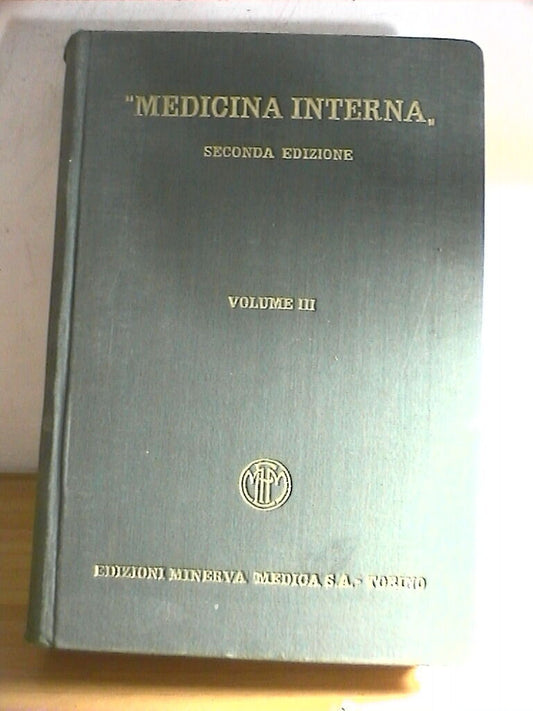 "MEDICINA INTERNA„
SECONDA EDIZIONE
VOLUME III
EDIZIONI MINERVA MEDICA S.A.-TORINO